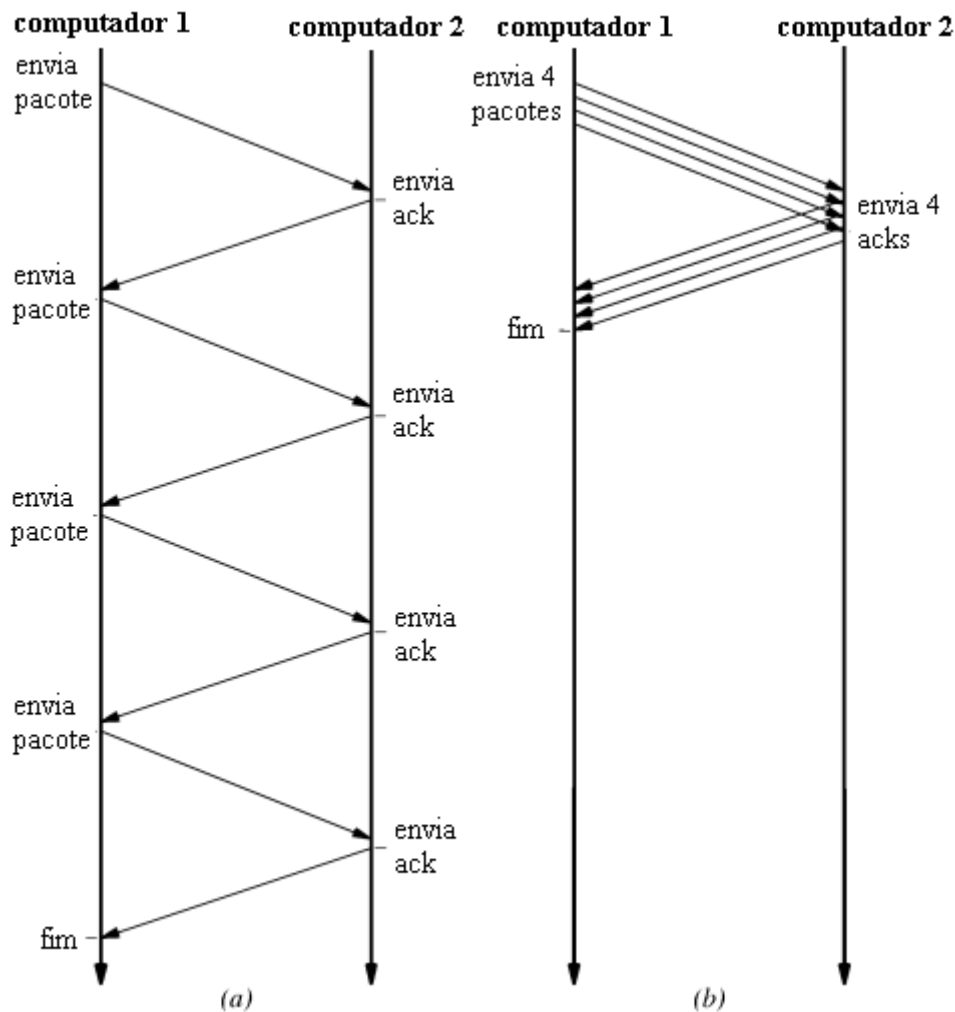 computador 1
computador 2
envia
pacote
envia
ack
envia
pacote
envia
ack
envia
pacote
envia
ack
envia
pacote
envia
ack
fim
(a)
computador 1
computador 2
envia 4
pacotes
envia 4
acks
fim
(b)